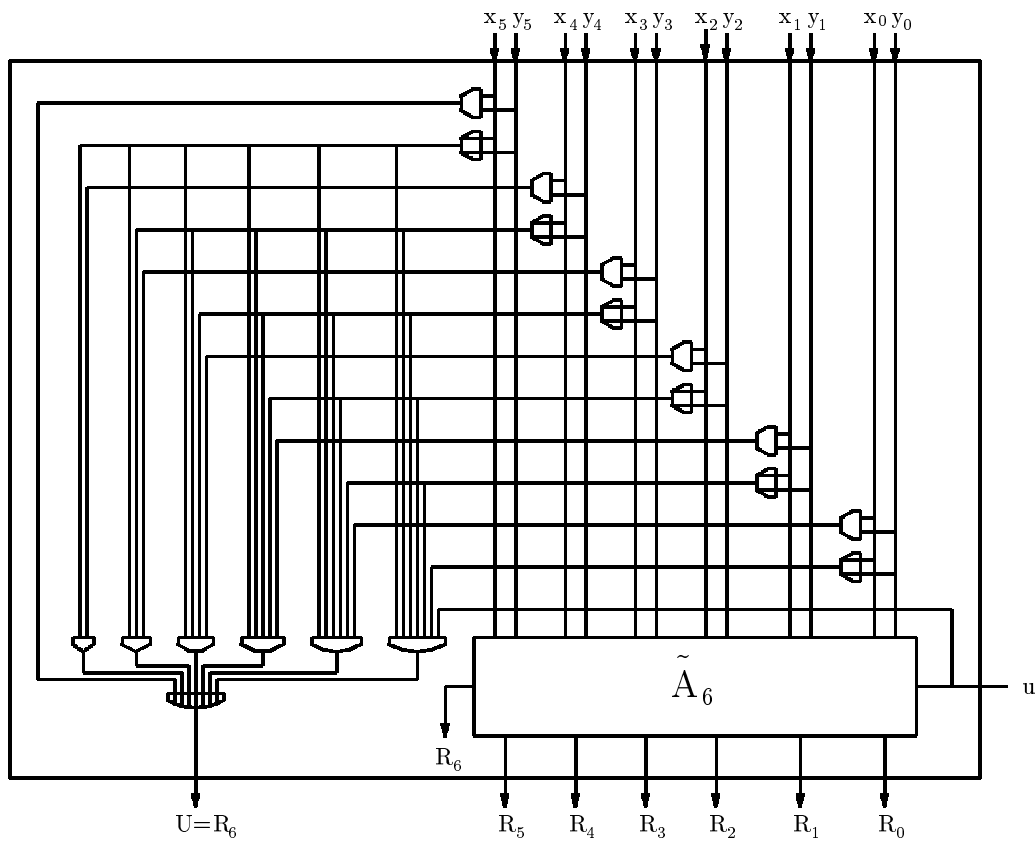 x₅ y₅ x₄ y₄ x₃ y₃ x₂ y₂ x₁ y₁ x₀ y₀
Ã₆
u
R₆
U=R₆ R₅ R₄ R₃ R₂ R₁ R₀